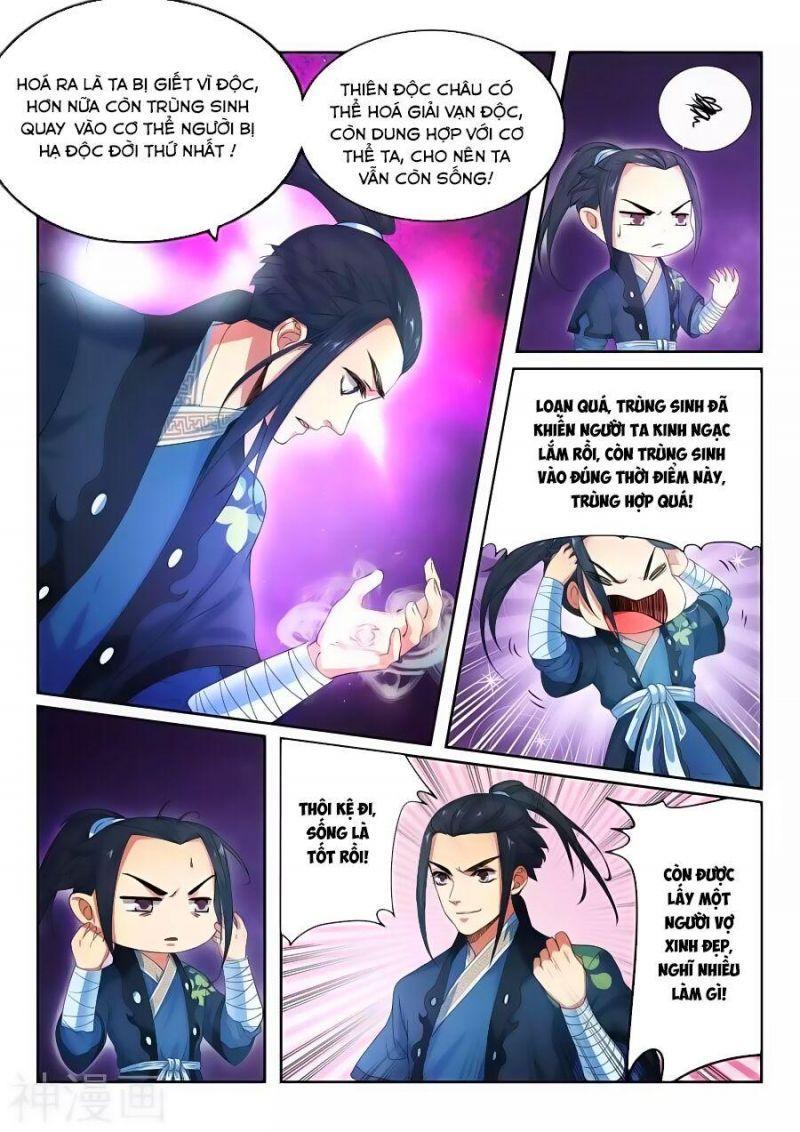 HOÁ RA LÀ TA BỊ GIẾT VÌ ĐỘC,
HƠN NỮA CÒN TRÙNG SINH
QUAY VÀO CƠ THỂ NGƯỜI BỊ
HẠ ĐỘC ĐỜI THỨ NHẤT !
THIÊN ĐỘC CHÂU CÓ
THỂ HOÁ GIẢI VẠN ĐỘC,
CÒN DUNG HỢP VỚI CƠ
THỂ TA, CHO NÊN TA
VẪN CÒN SỐNG!
LOẠN QUÁ, TRÙNG SINH ĐÃ
KHIẾN NGƯỜI TA KINH NGẠC
LẮM RỒI, CÒN TRÙNG SINH
VÀO ĐÚNG THỜI ĐIỂM NÀY,
TRÙNG HỢP QUÁ!
THÔI KỆ ĐI,
SỐNG LÀ
TỐT RỒI!
CÒN ĐƯỢC
LẤY MỘT
NGƯỜI VỢ
XINH ĐẸP,
NGHĨ NHIỀU
LÀM GÌ!
神漫画